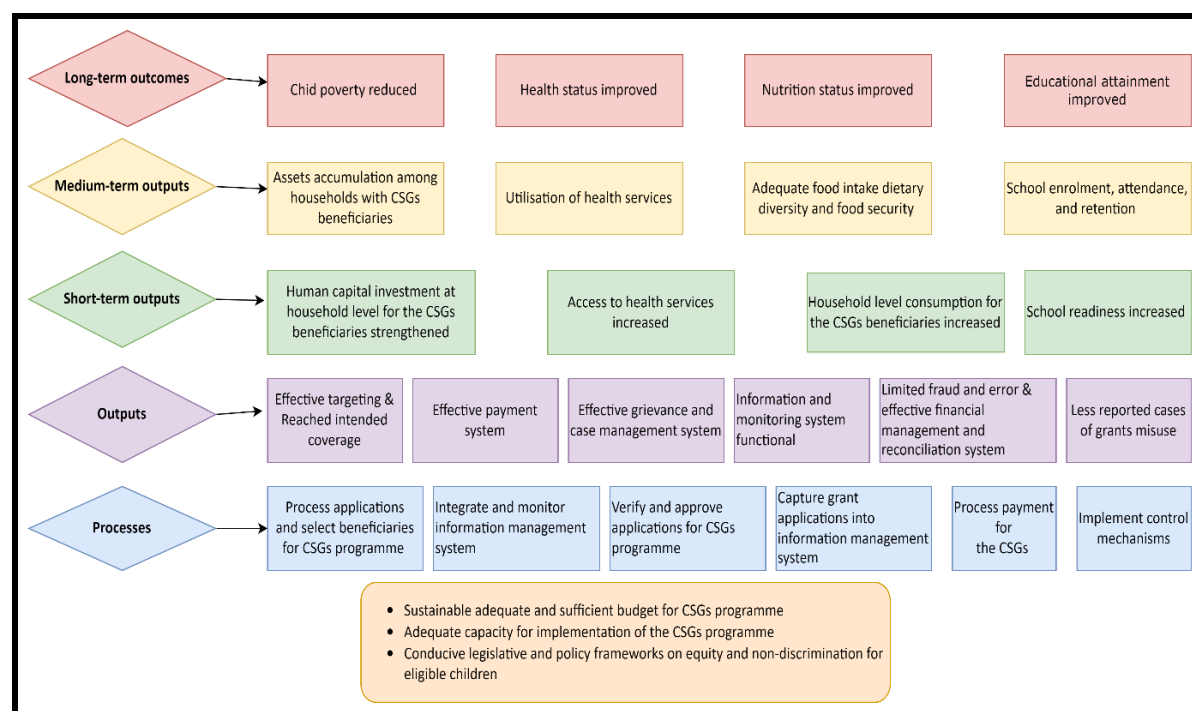 Long-term outcomes
Chid poverty reduced
Health status improved
Nutrition status improved
Educational attainment
improved
Medium-term outputs
Assets accumulation among
households with CSGs
beneficiaries
Utilisation of health services
Adequate food intake dietary
diversity and food security
School enrolment, attendance,
and retention
Short-term outputs
Human capital investment at
household level for the CSGs
beneficiaries strengthened
Access to health services
increased
Household level consumption for
the CSGs beneficiaries increased
School readiness increased
Outputs
Effective targeting &
Reached intended
coverage
Effective payment
system
Effective grievance and
case management system
Information and
monitoring system
functional
Limited fraud and error &
effective financial
management and
reconciliation system
Less reported cases
of grants misuse
Processes
Process applications
and select beneficiaries
for CSGs programme
Integrate and monitor
information management
system
Verify and approve
applications for CSGs
programme
Capture grant
applications into
information management
system
Process payment
for
the CSGs
Implement control
mechanisms
• Sustainable adequate and sufficient budget for CSGs programme
• Adequate capacity for implementation of the CSGs programme
• Conducive legislative and policy frameworks on equity and non-discrimination for
eligible children